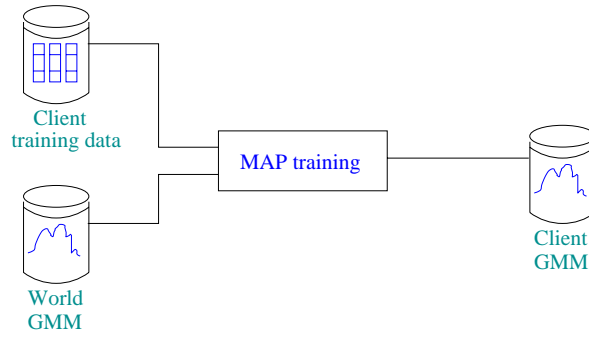 Client
training data
MAP training
World
GMM
Client
GMM